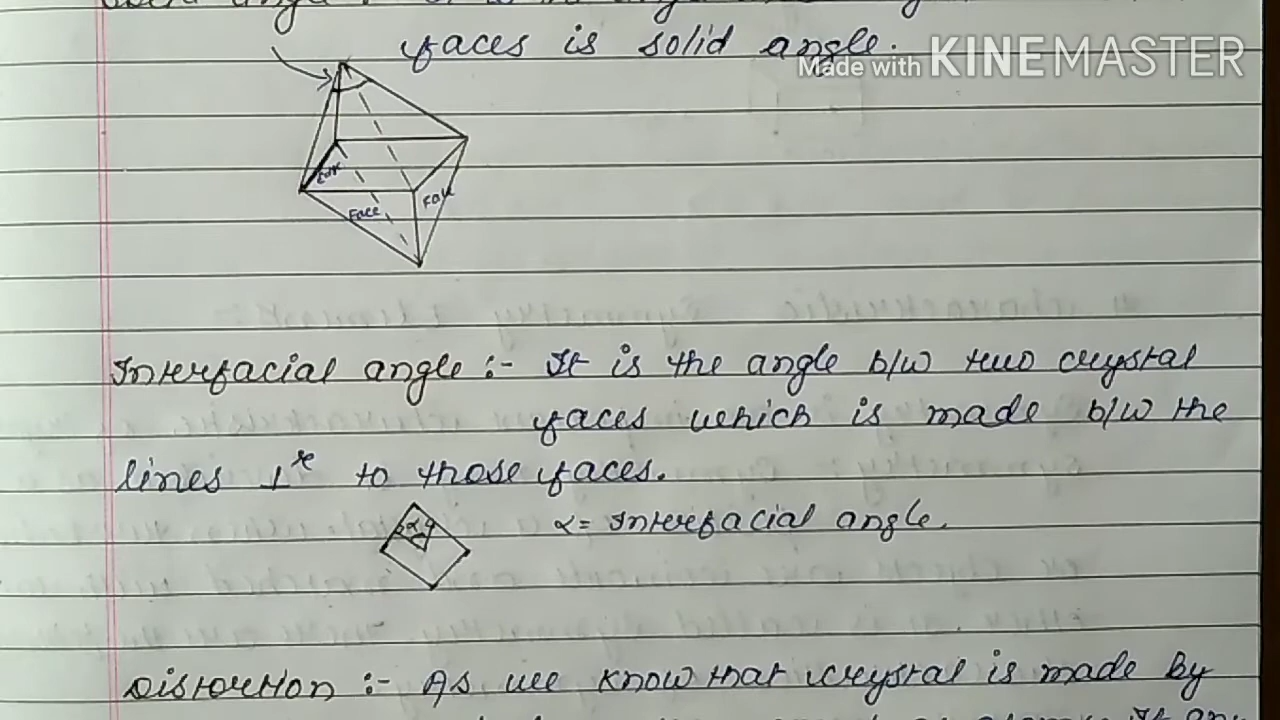 faces is solid angle.
Made with KINEMASTER
Face
Interfacial angle :- It is the angle b/w two crystal
faces which is made b/w the
lines ⊥r to those faces.
α
α = Interfacial angle.
Distortion :- As we know that crystal is made by